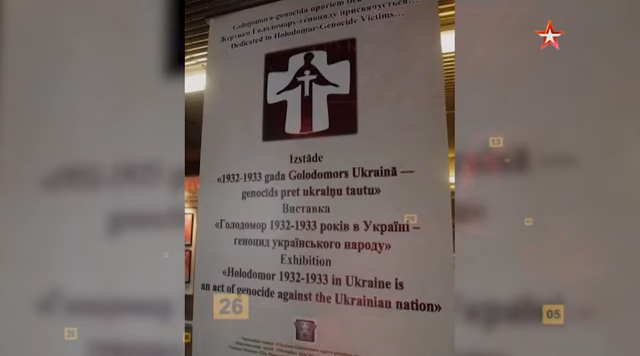 Жертвам Голодомору-геноциду присвячується...
Dedicated to Holodomor-Genocide Victims...
Izstāde
«1932-1933 gada Golodomors Ukrainā —
genocīds pret ukraiņu tautu»
Виставка
«Голодомор 1932-1933 років в Україні –
геноцид українського народу»
Exhibition
«Holodomor 1932-1933 in Ukraine is
an act of genocide against the Ukrainian nation»
13
26
05